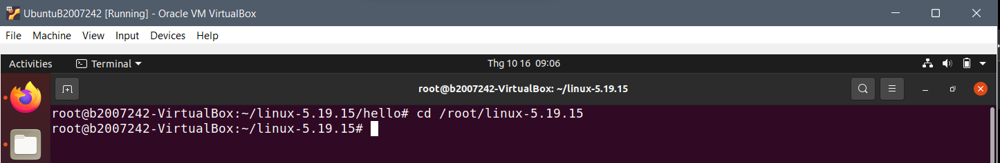 UbuntuB2007242 [Running] - Oracle VM VirtualBox
File Machine View Input Devices Help
Activities Terminal Thg 10 16 09:06
root@b2007242-VirtualBox: ~/linux-5.19.15
root@b2007242-VirtualBox:~/linux-5.19.15/hello# cd /root/linux-5.19.15
root@b2007242-VirtualBox:~/linux-5.19.15#